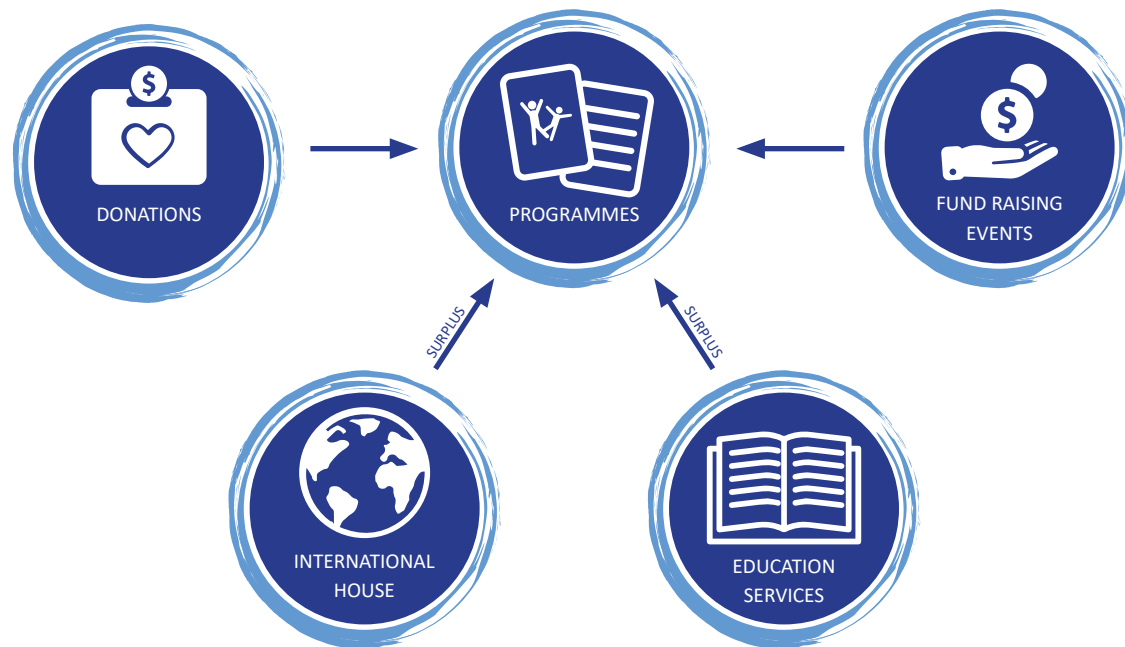 $
DONATIONS
PROGRAMMES
$
FUND RAISING
EVENTS
SURPLUS
SURPLUS
INTERNATIONAL
HOUSE
EDUCATION
SERVICES